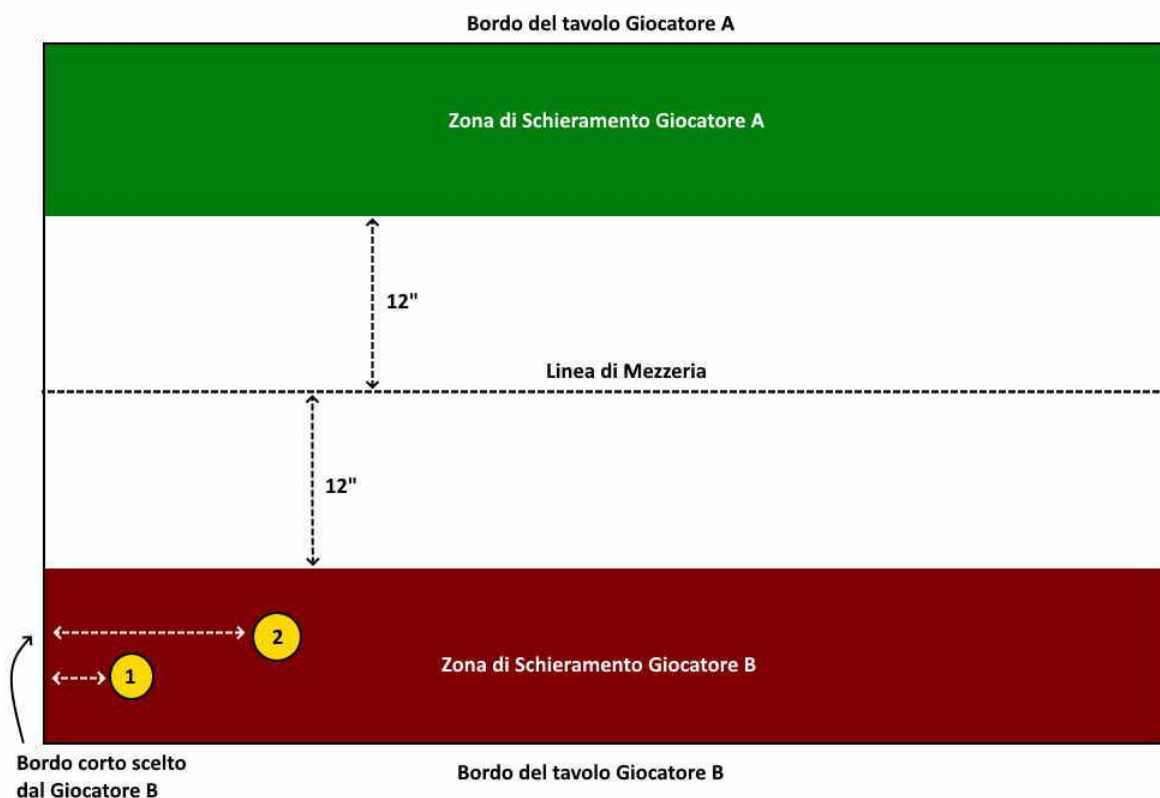 Bordo del tavolo Giocatore A
Zona di Schieramento Giocatore A
12"
Linea di Mezzeria
12"
2
Zona di Schieramento Giocatore B
1
Bordo corto scelto
dal Giocatore B
Bordo del tavolo Giocatore B